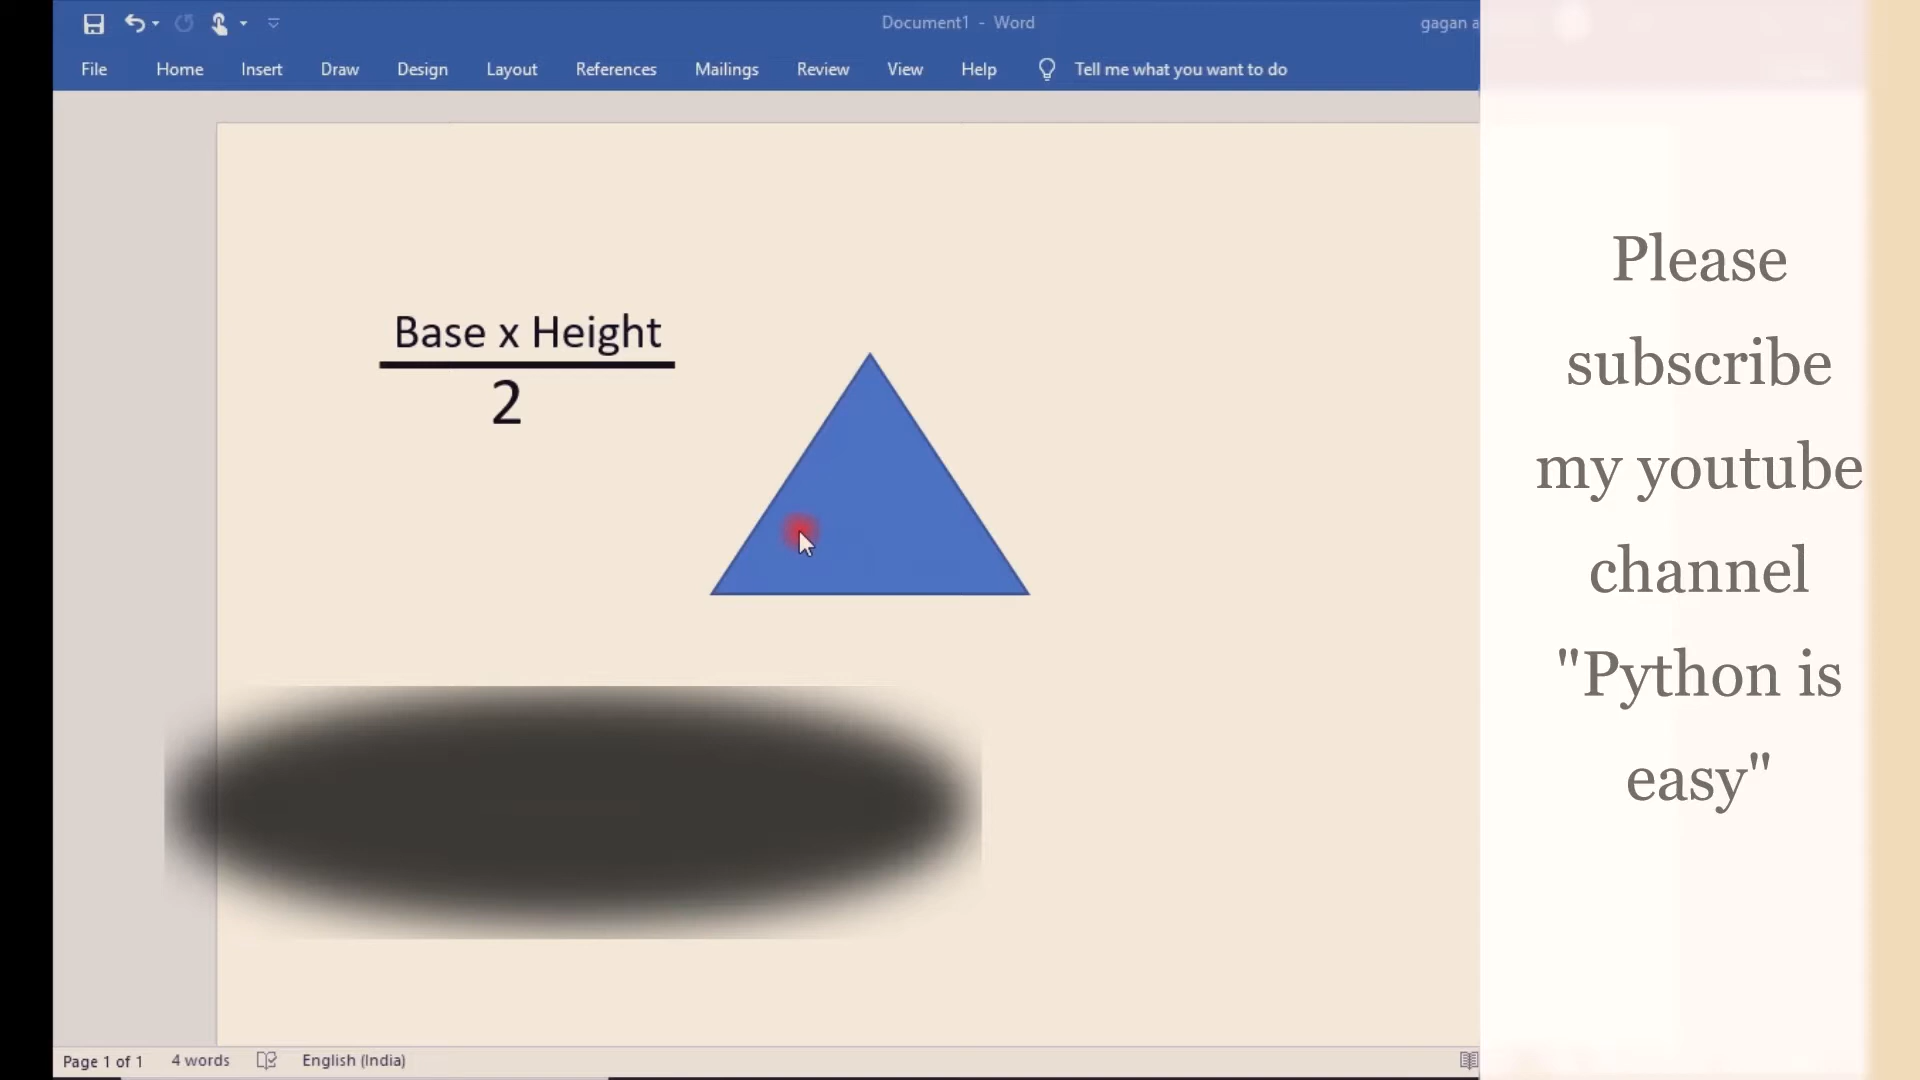 Document1 - Word
gagan a
File Home Insert Draw Design Layout References Mailings Review View Help Tell me what you want to do
Base x Height
2
Please
subscribe
my youtube
channel
"Python is
easy"
Page 1 of 1 4 words English (India)